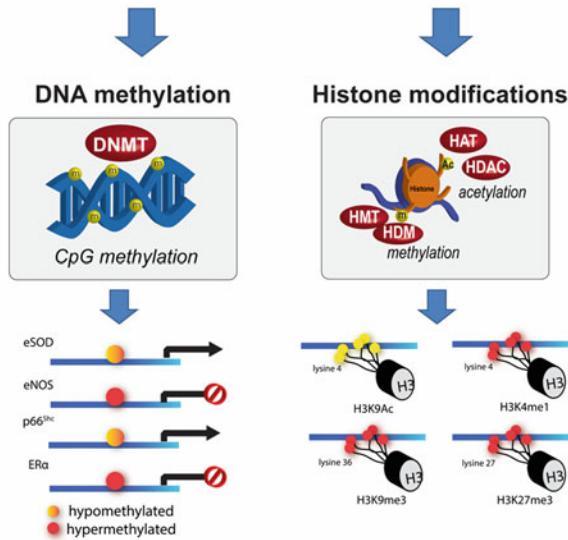 DNA methylation
DNMT
m m m m m
CpG methylation
eSOD
eNOS
p66Shc
ERα
hypomethylated
hypermethylated
Histone modifications
HAT
Ac
HDAC
Histone
acetylation
HMT
m
HDM
methylation
lysine 4
H3
H3K9Ac
lysine 4
H3
H3K4me1
lysine 36
H3
H3K9me3
lysine 27
H3
H3K27me3